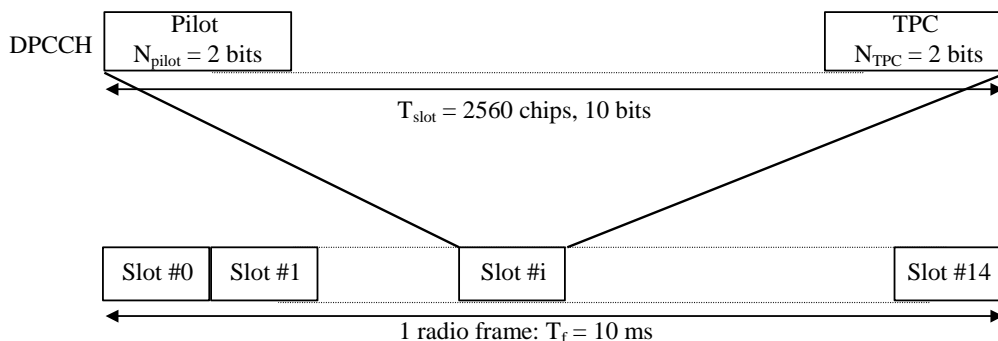 Pilot
N_pilot = 2 bits
TPC
N_TPC = 2 bits
DPCCH
T_slot = 2560 chips, 10 bits
Slot #0 Slot #1 Slot #i Slot #14
1 radio frame: T_f = 10 ms